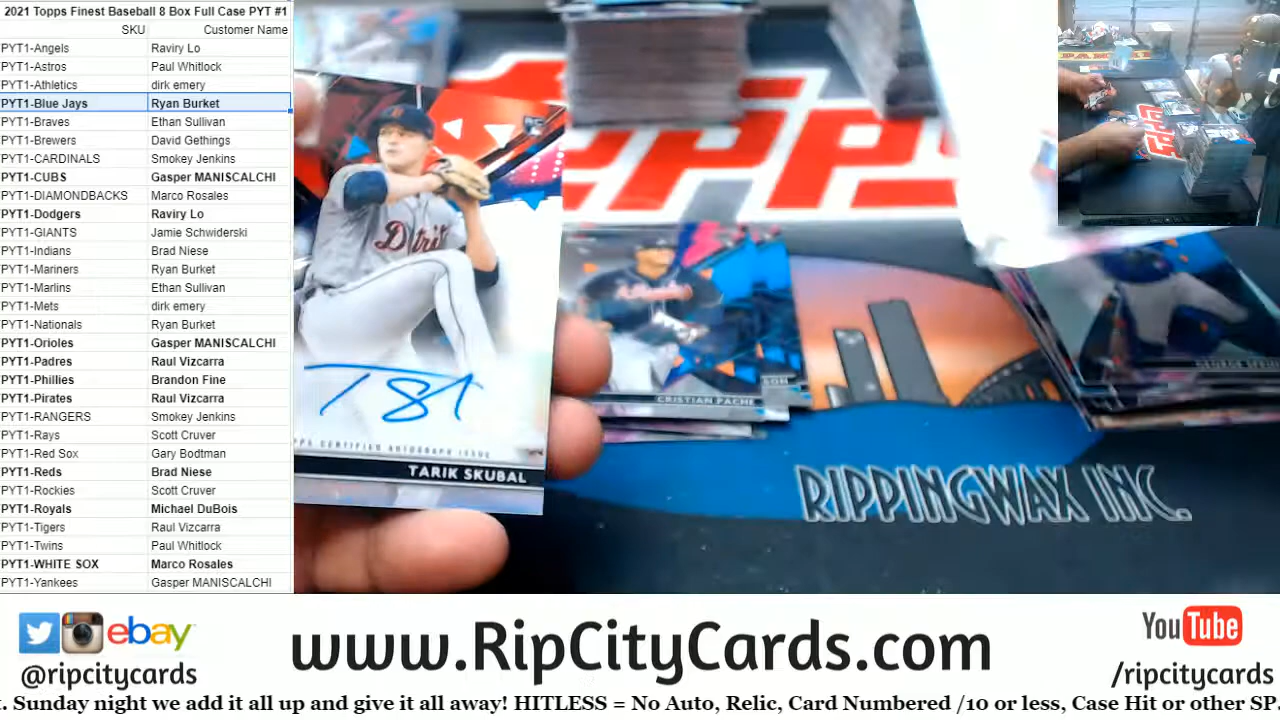 2021 Topps Finest Baseball 8 Box Full Case PYT #1
SKU Customer Name
PYT1-Angels Raviry Lo
PYT1-Astros Paul Whitlock
PYT1-Athletics dirk emery
PYT1-Blue Jays Ryan Burket
PYT1-Braves Ethan Sullivan
PYT1-Brewers David Gethings
PYT1-CARDINALS Smokey Jenkins
PYT1-CUBS Gasper MANISCALCHI
PYT1-DIAMONDBACKS Marco Rosales
PYT1-Dodgers Raviry Lo
PYT1-GIANTS Jamie Schwiderski
PYT1-Indians Brad Niese
PYT1-Mariners Ryan Burket
PYT1-Marlins Ethan Sullivan
PYT1-Mets dirk emery
PYT1-Nationals Ryan Burket
PYT1-Orioles Gasper MANISCALCHI
PYT1-Padres Raul Vizcarra
PYT1-Phillies Brandon Fine
PYT1-Pirates Raul Vizcarra
PYT1-RANGERS Smokey Jenkins
PYT1-Rays Scott Cruver
PYT1-Red Sox Gary Bodtman
PYT1-Reds Brad Niese
PYT1-Rockies Scott Cruver
PYT1-Royals Michael DuBois
PYT1-Tigers Raul Vizcarra
PYT1-Twins Paul Whitlock
PYT1-WHITE SOX Marco Rosales
PYT1-Yankees Gasper MANISCALCHI
Detroit
CERTIFIED AUTOGRAPH ISSUE
TARIK SKUBAL
CRISTIAN PACHE
SON
GEORGE
RIPPINGWAX INC.
ebay
@ripcitycards
www.RipCityCards.com
YouTube
/ripcitycards
. Sunday night we add it all up and give it all away! HITLESS = No Auto, Relic, Card Numbered /10 or less, Case Hit or other SP.